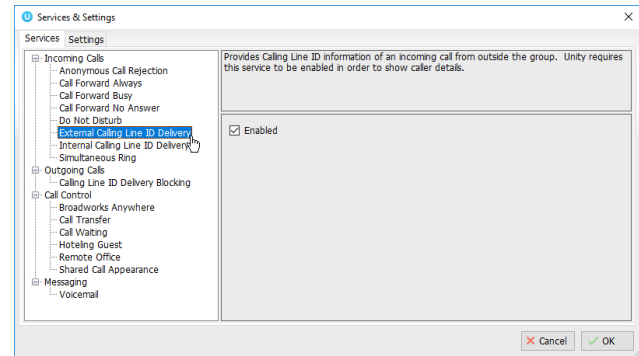 Services & Settings
Services Settings
Incoming Calls
Anonymous Call Rejection
Call Forward Always
Call Forward Busy
Call Forward No Answer
Do Not Disturb
External Calling Line ID Delivery
Internal Calling Line ID Delivery
Simultaneous Ring
Outgoing Calls
Calling Line ID Delivery Blocking
Call Control
Broadworks Anywhere
Call Transfer
Call Waiting
Hoteling Guest
Remote Office
Shared Call Appearance
Messaging
Voicemail
Provides Calling Line ID information of an incoming call from outside the group. Unity requires
this service to be enabled in order to show caller details.
Enabled
Cancel OK